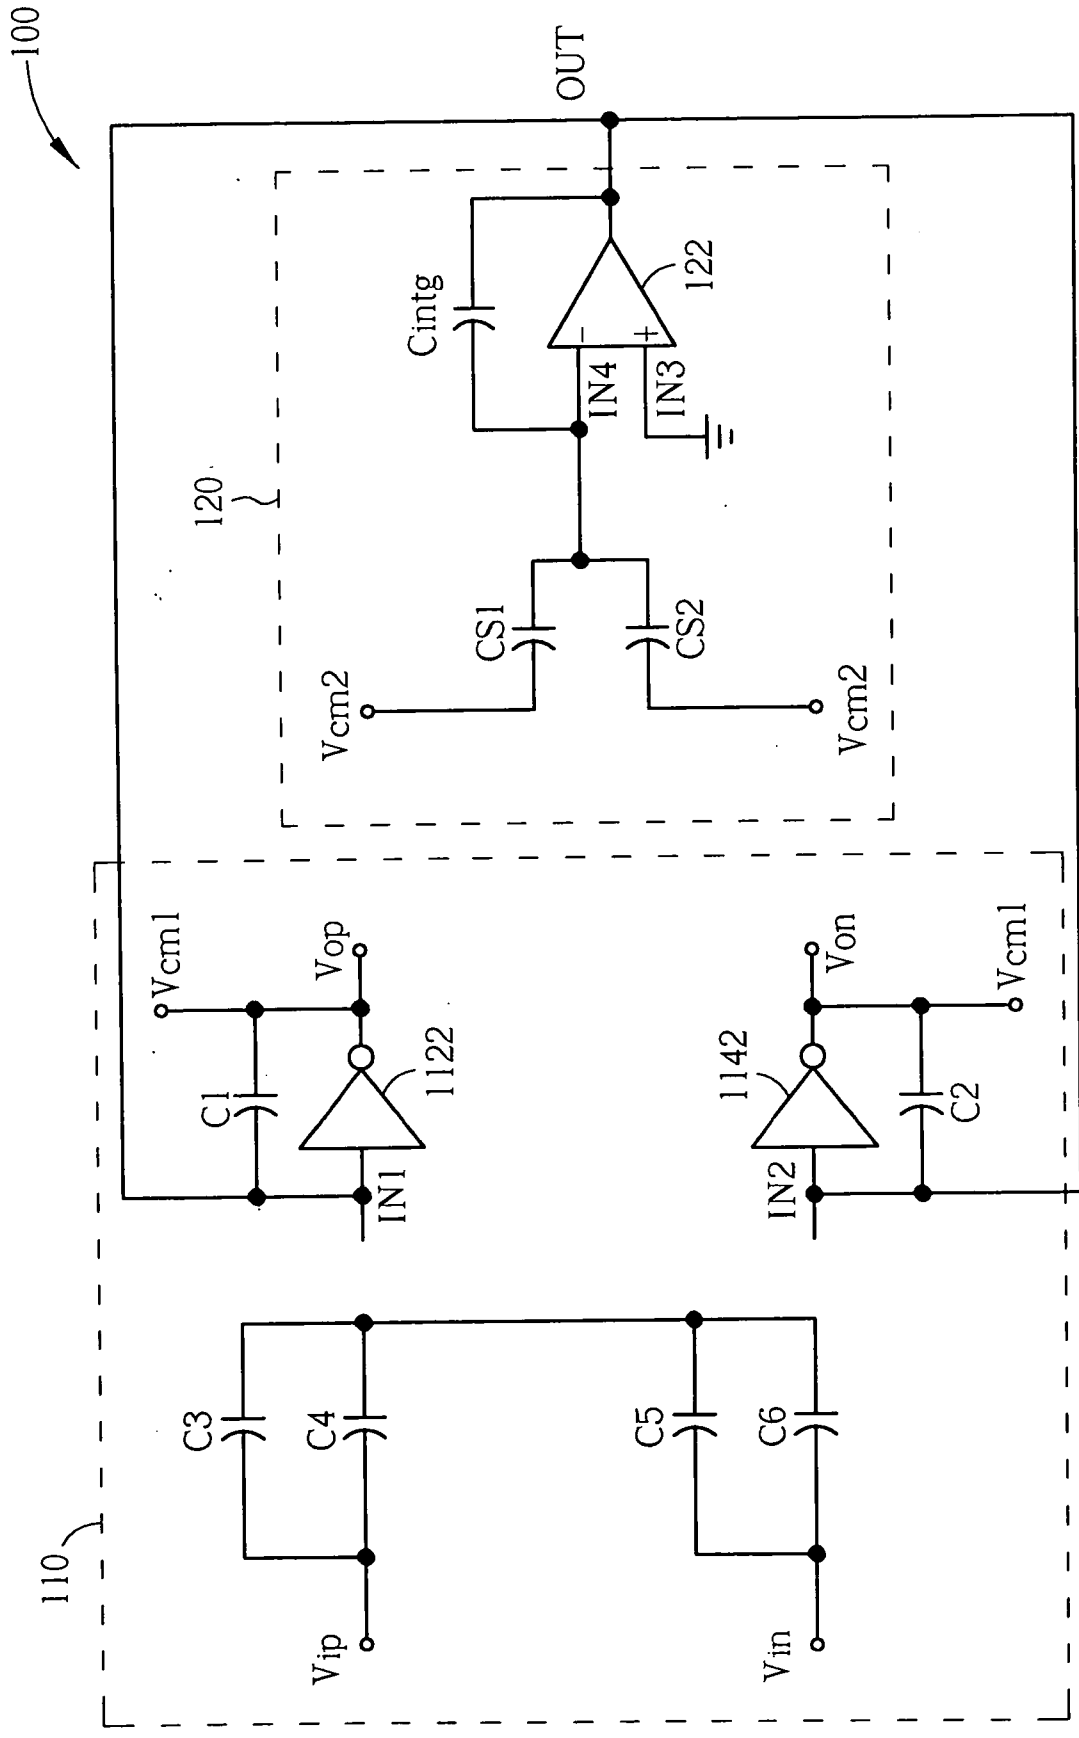 100
OUT
120
Cintg
122
IN4
IN3
-
+
CS1
CS2
Vcm2
Vcm2
110
Vcm1
Vop
C1
1122
IN1
Von
Vcm1
1142
C2
IN2
C3
C4
C5
C6
Vip
Vin